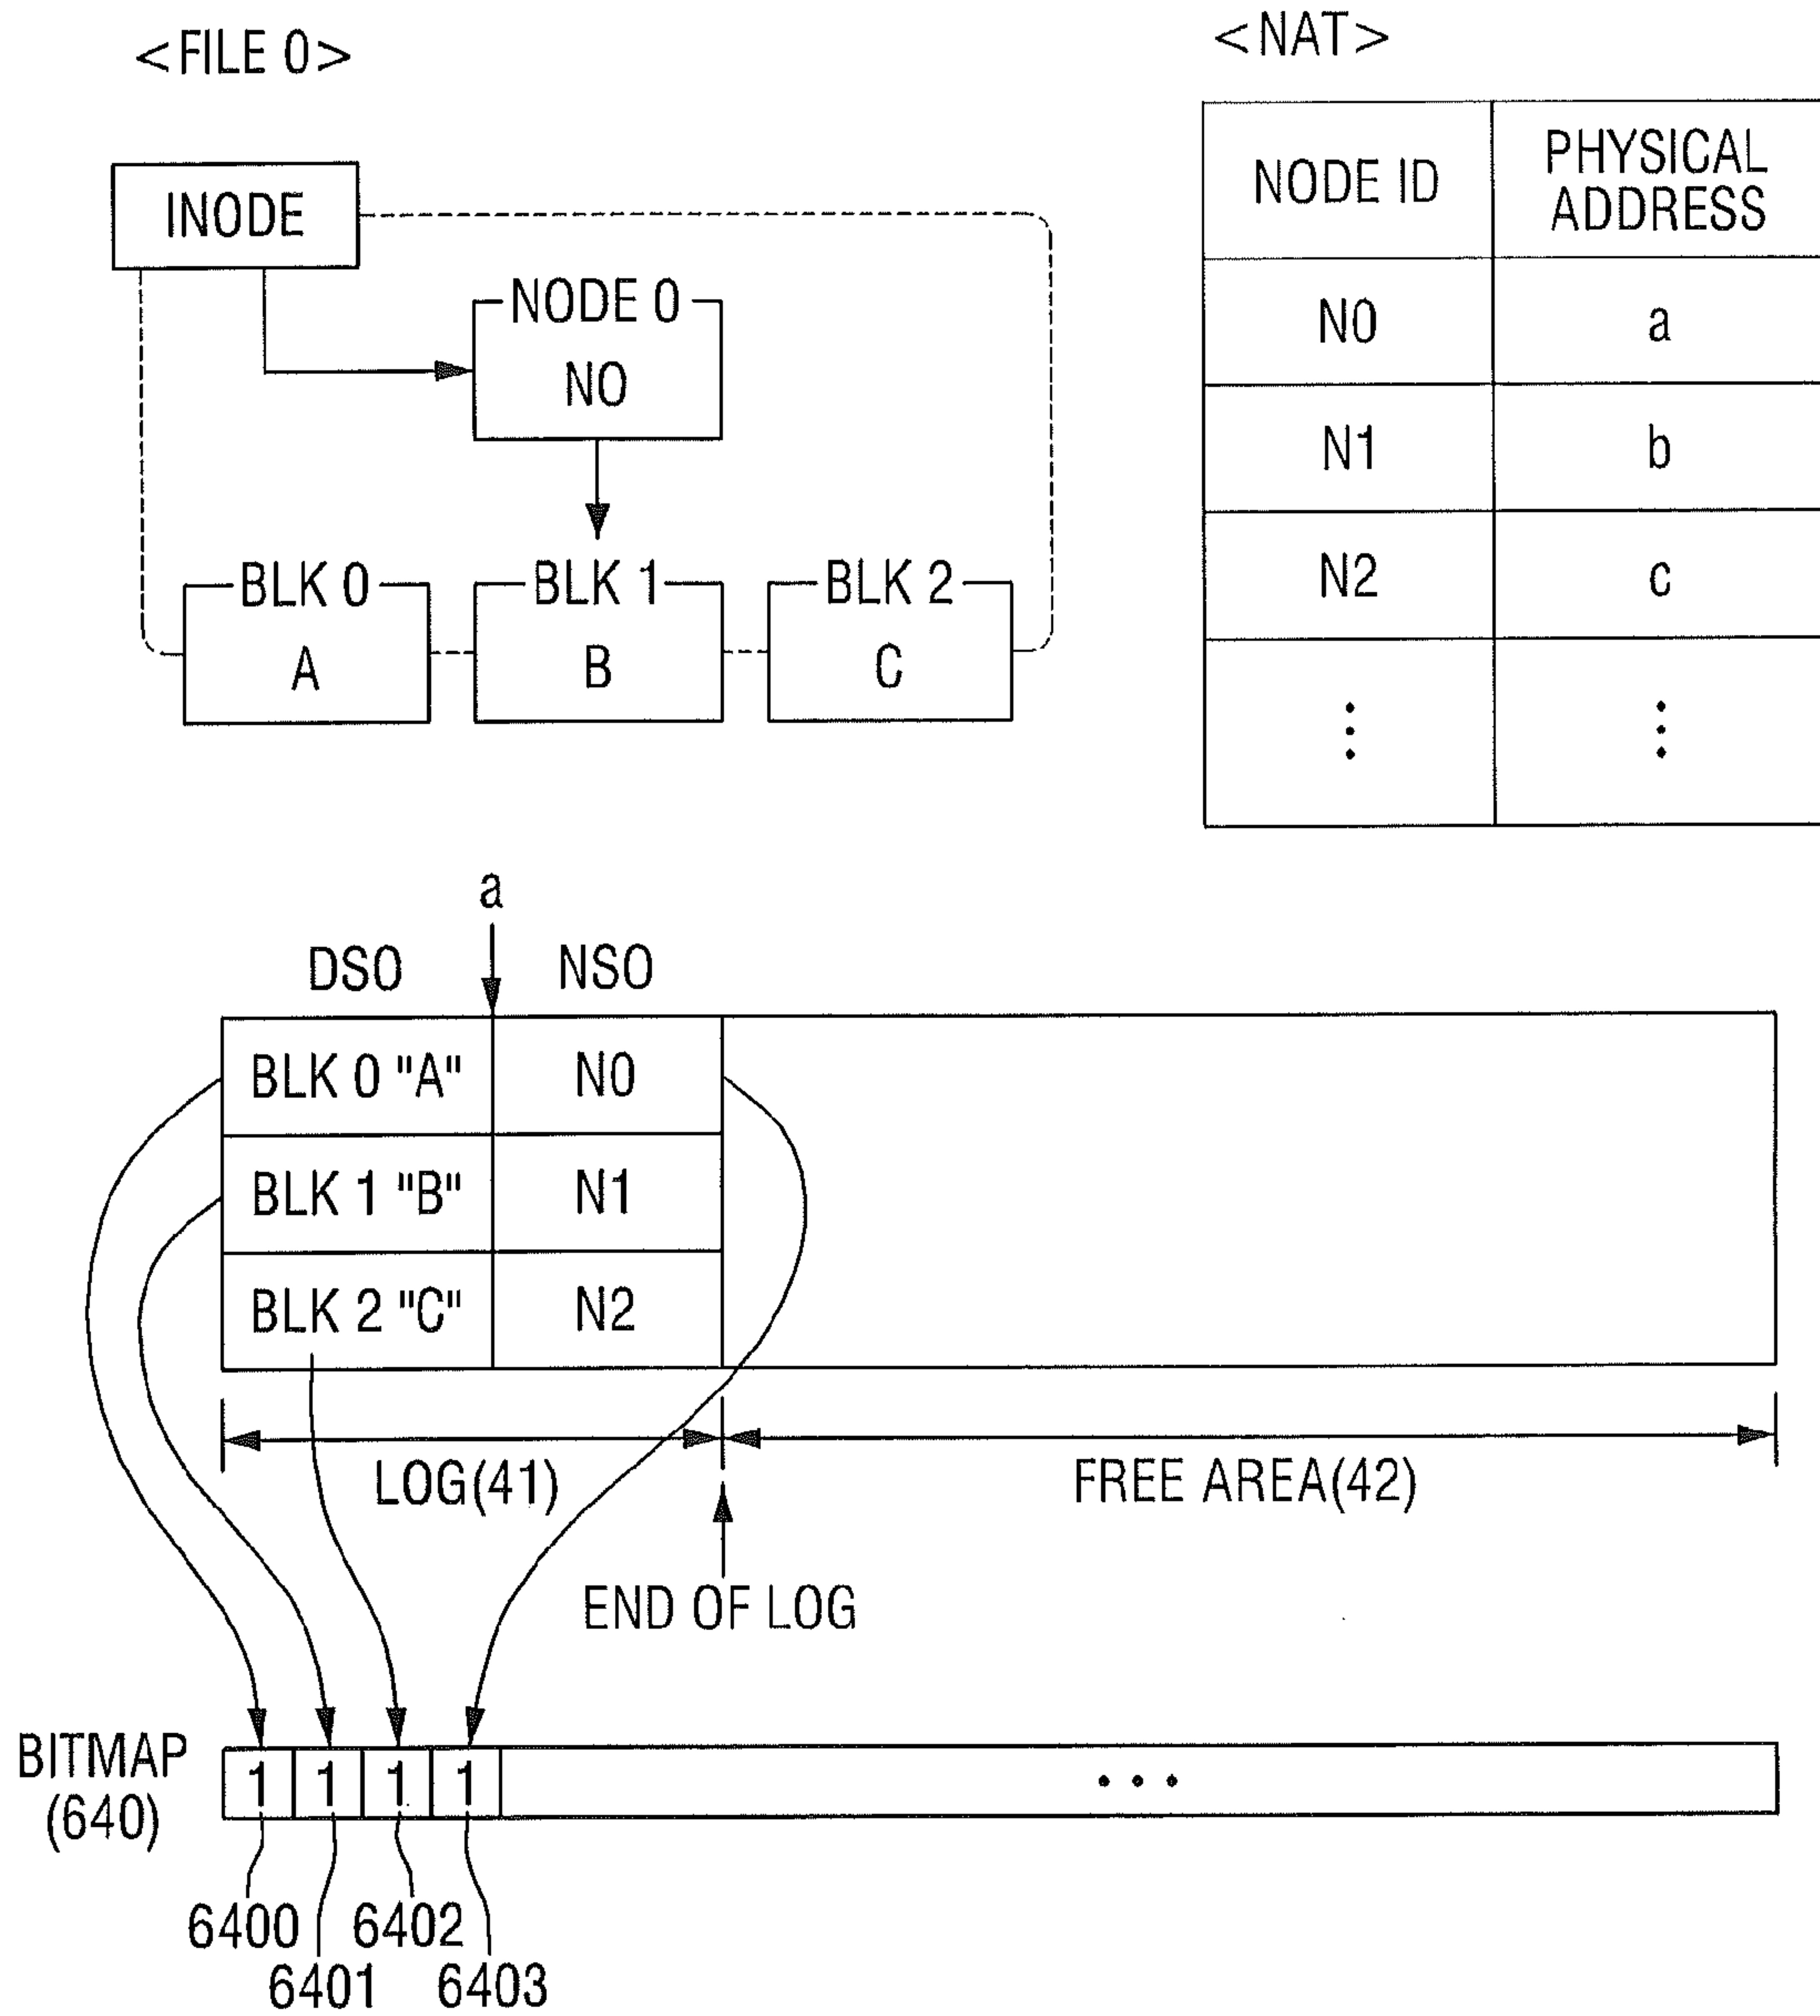 <FILE 0>
INODE
NODE 0
N0
BLK 0
BLK 1
BLK 2
A
B
C
<NAT>
NODE ID
PHYSICAL
ADDRESS
N0
a
N1
b
N2
c
a
DS0
NS0
BLK 0 "A"
N0
BLK 1 "B"
N1
BLK 2 "C"
N2
LOG(41)
FREE AREA(42)
END OF LOG
BITMAP
(640)
1 1 1 1
6400
6402
6401
6403